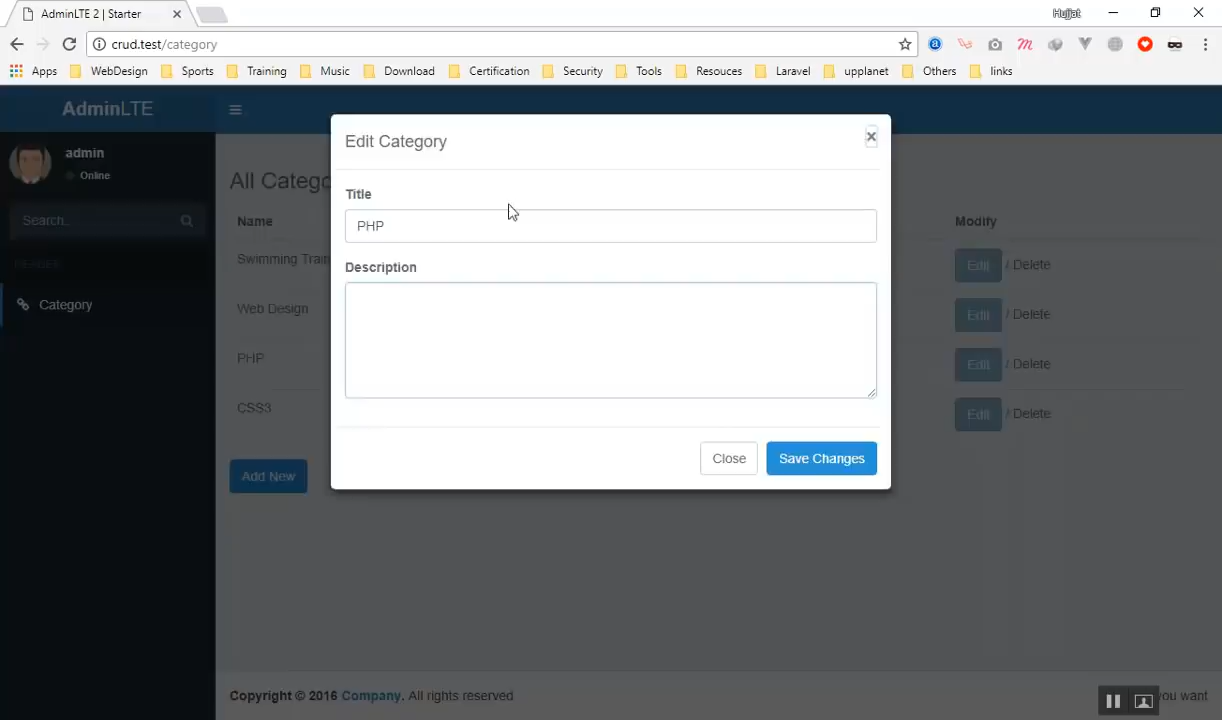 AdminLTE 2 | Starter
Hujjat
crud.test/category
Apps WebDesign Sports Training Music Download Certification Security Tools Resouces Laravel upplanet Others links
AdminLTE
admin
Online
Search..
HEADER
Category
All Catego
Name
Modify
Swimming Train
Edit / Delete
Web Design
Edit / Delete
PHP
Edit / Delete
CSS3
Edit / Delete
Add New
Edit Category
×
Title
PHP
Description
Close
Save Changes
Copyright © 2016 Company. All rights reserved
you want